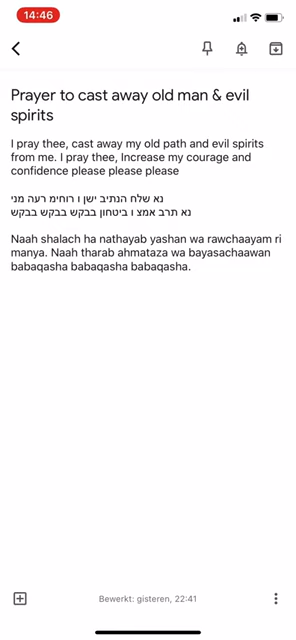 14:46
Prayer to cast away old man & evil
spirits
I pray thee, cast away my old path and evil spirits
from me. I pray thee, Increase my courage and
confidence please please please
נא שלח הנתיב ישן ו רוחימ רעה מני
נא תרב אמצ ו ביטחון בבקש בבקש בבקש
Naah shalach ha nathayab yashan wa rawchaayam ri
manya. Naah tharab ahmataza wa bayasachaawan
babaqasha babaqasha babaqasha.
Bewerkt: gisteren, 22:41